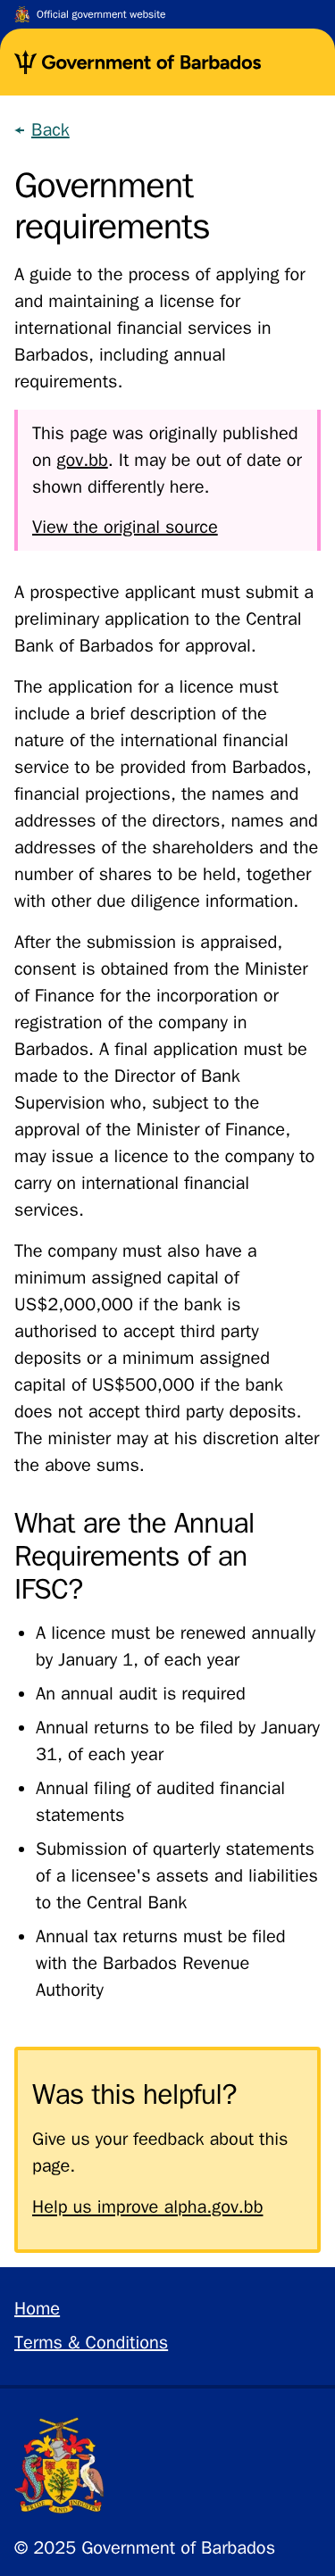 Official government website
Government of Barbados
Back
Government
requirements
A guide to the process of applying for
and maintaining a license for
international financial services in
Barbados, including annual
requirements.
This page was originally published
on gov.bb. It may be out of date or
shown differently here.
View the original source
A prospective applicant must submit a
preliminary application to the Central
Bank of Barbados for approval.
The application for a licence must
include a brief description of the
nature of the international financial
service to be provided from Barbados,
financial projections, the names and
addresses of the directors, names and
addresses of the shareholders and the
number of shares to be held, together
with other due diligence information.
After the submission is appraised,
consent is obtained from the Minister
of Finance for the incorporation or
registration of the company in
Barbados. A final application must be
made to the Director of Bank
Supervision who, subject to the
approval of the Minister of Finance,
may issue a licence to the company to
carry on international financial
services.
The company must also have a
minimum assigned capital of
US$2,000,000 if the bank is
authorised to accept third party
deposits or a minimum assigned
capital of US$500,000 if the bank
does not accept third party deposits.
The minister may at his discretion alter
the above sums.
What are the Annual
Requirements of an
IFSC?
• A licence must be renewed annually
by January 1, of each year
• An annual audit is required
• Annual returns to be filed by January
31, of each year
• Annual filing of audited financial
statements
• Submission of quarterly statements
of a licensee's assets and liabilities
to the Central Bank
• Annual tax returns must be filed
with the Barbados Revenue
Authority
Was this helpful?
Give us your feedback about this
page.
Help us improve alpha.gov.bb
Home
Terms & Conditions
PRIDE AND INDUSTRY
© 2025 Government of Barbados